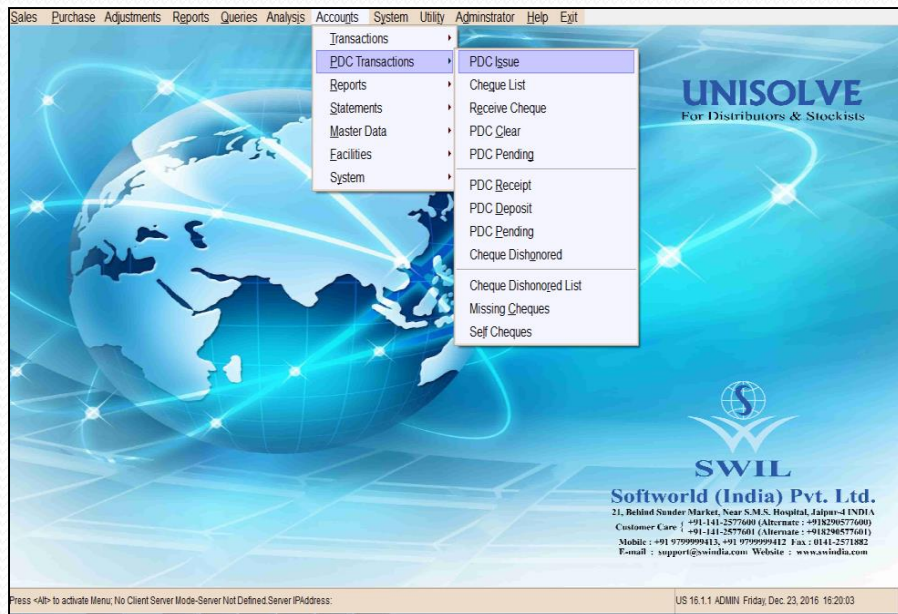 Sales Purchase Adjustments Reports Queries Analysis Accounts System Utility Adminstrator Help Exit
Transactions
PDC Transactions
Reports
Statements
Master Data
Facilities
System
PDC Issue
Cheque List
Receive Cheque
PDC Clear
PDC Pending
PDC Receipt
PDC Deposit
PDC Pending
Cheque Dishonored
Cheque Dishonored List
Missing Cheques
Self Cheques
UNISOLVE
For Distributors & Stockists
S
SWIL
Softworld (India) Pvt. Ltd.
21, Behind Sunder Market, Near S.M.S. Hospital, Jaipur-4 INDIA
Customer Care { +91-141-2577600 (Alternate : +918290577600)
+91-141-2577601 (Alternate : +918290577601)
Mobile : +91 9799999413, +91 9799999412 Fax : 0141-2571882
E-mail : support@swindia.com Website : www.swindia.com
Press <Alt> to activate Menu; No Client Server Mode-Server Not Defined.Server IPAddress:
US 16.1.1 ADMIN Friday, Dec. 23, 2016 16:20:03